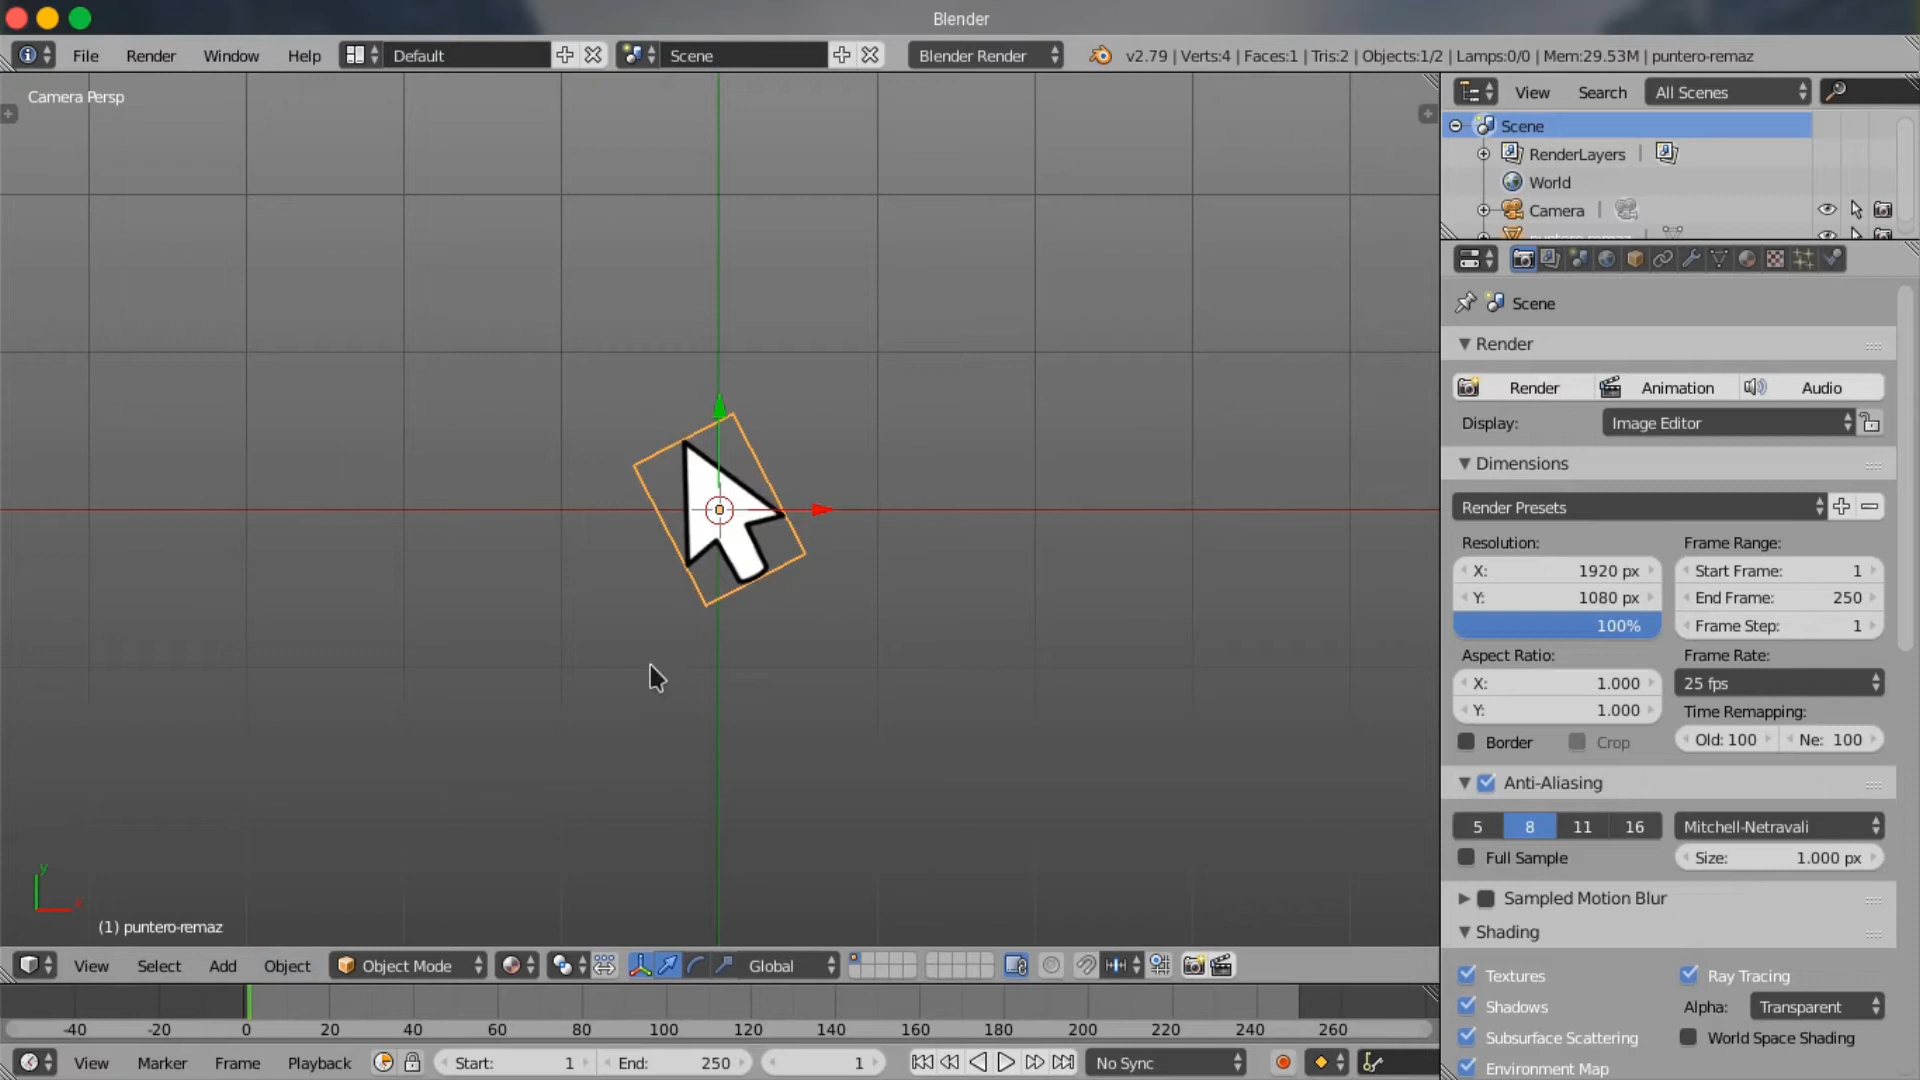 Blender
File Render Window Help Default Scene Blender Render v2.79 | Verts:4 | Faces:1 | Tris:2 | Objects:1/2 | Lamps:0/0 | Mem:29.53M | puntero-remaz
Camera Persp
View Search All Scenes
Scene
RenderLayers
World
Camera
puntero-remaz
Scene
Render
Render Animation Audio
Display: Image Editor
Dimensions
Render Presets
Resolution: Frame Range:
X: 1920 px Start Frame: 1
Y: 1080 px End Frame: 250
100% Frame Step: 1
Aspect Ratio: Frame Rate:
X: 1.000 25 fps
Y: 1.000 Time Remapping:
Border Crop Old: 100 Ne: 100
Anti-Aliasing
5 8 11 16 Mitchell-Netravali
Full Sample Size: 1.000 px
Sampled Motion Blur
Shading
Textures Ray Tracing
Shadows Alpha: Transparent
Subsurface Scattering World Space Shading
Environment Map
y
x
(1) puntero-remaz
View Select Add Object Object Mode Global
-40 -20 0 20 40 60 80 100 120 140 160 180 200 220 240 260
View Marker Frame Playback Start: 1 End: 250 1 No Sync